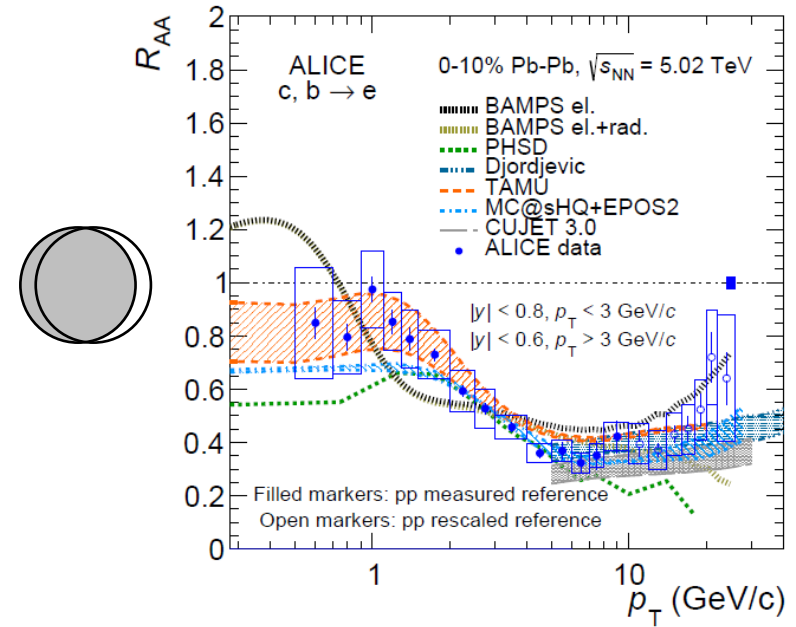 R_AA
2
1.8
1.6
1.4
1.2
1
0.8
0.6
0.4
0.2
0
ALICE
c, b → e
0-10% Pb-Pb, √s_NN = 5.02 TeV
BAMPS el.
BAMPS el.+rad.
PHSD
Djordjevic
TAMU
MC@sHQ+EPOS2
CUJET 3.0
ALICE data
|y| < 0.8, p_T < 3 GeV/c
|y| < 0.6, p_T > 3 GeV/c
Filled markers: pp measured reference
Open markers: pp rescaled reference
1
10
p_T (GeV/c)